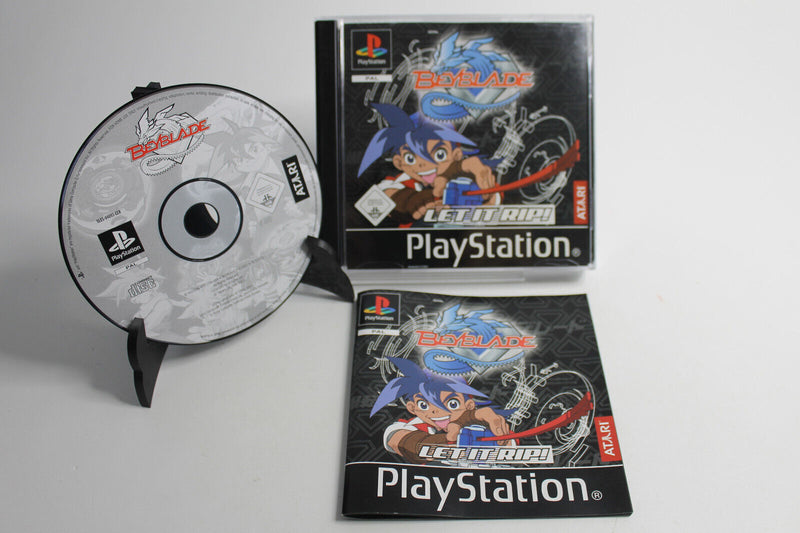 BEYBLADE
ATARI
PlayStation
PAL
PlayStation
PAL
BEYBLADE
LET IT RIP!
ATARI
PlayStation®
PlayStation
PAL
BEYBLADE
LET IT RIP!
ATARI
PlayStation®